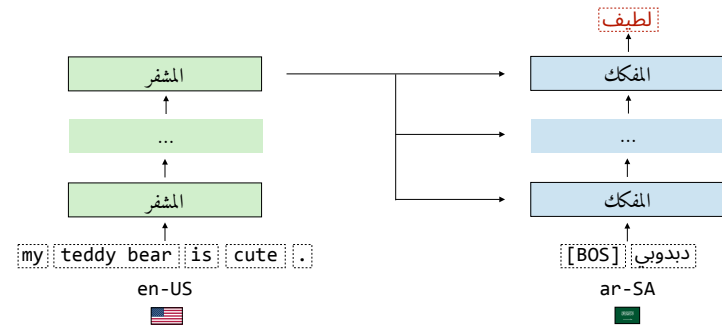 لطيف
المشفر
المفكك
...
...
المشفر
المفكك
my teddy bear is cute .
[BOS] دبدوبي
en-US
ar-SA